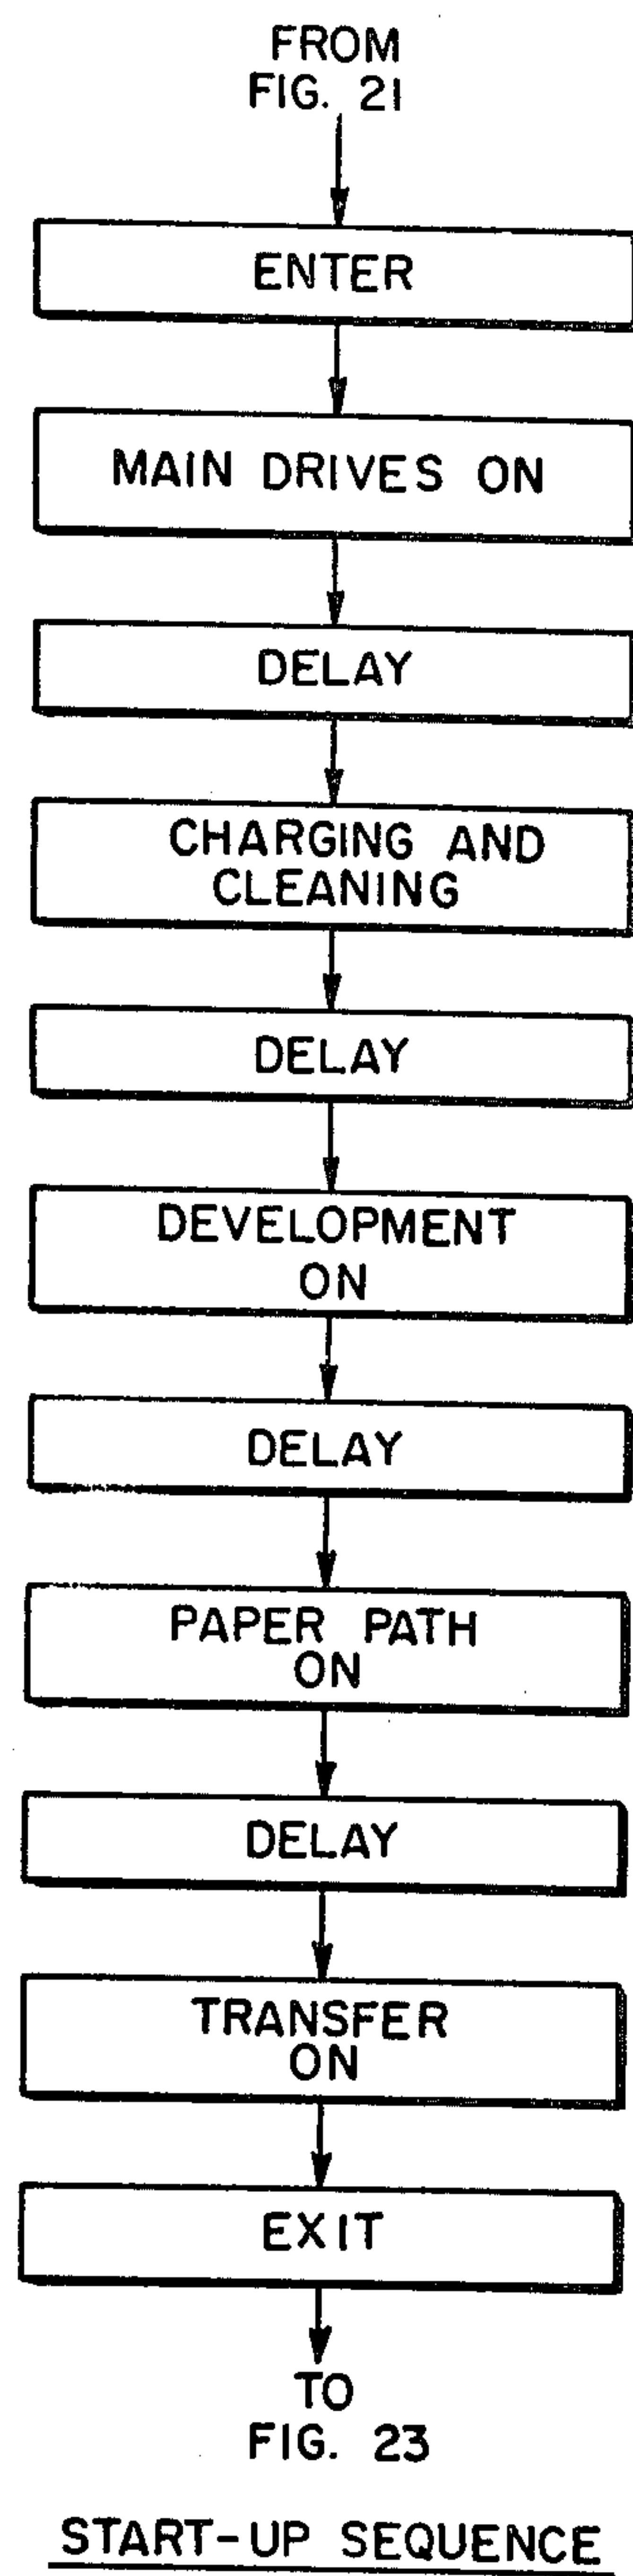 FROM
FIG. 21
ENTER
MAIN DRIVES ON
DELAY
CHARGING AND
CLEANING
DELAY
DEVELOPMENT
ON
DELAY
PAPER PATH
ON
DELAY
TRANSFER
ON
EXIT
TO
FIG. 23
START-UP SEQUENCE